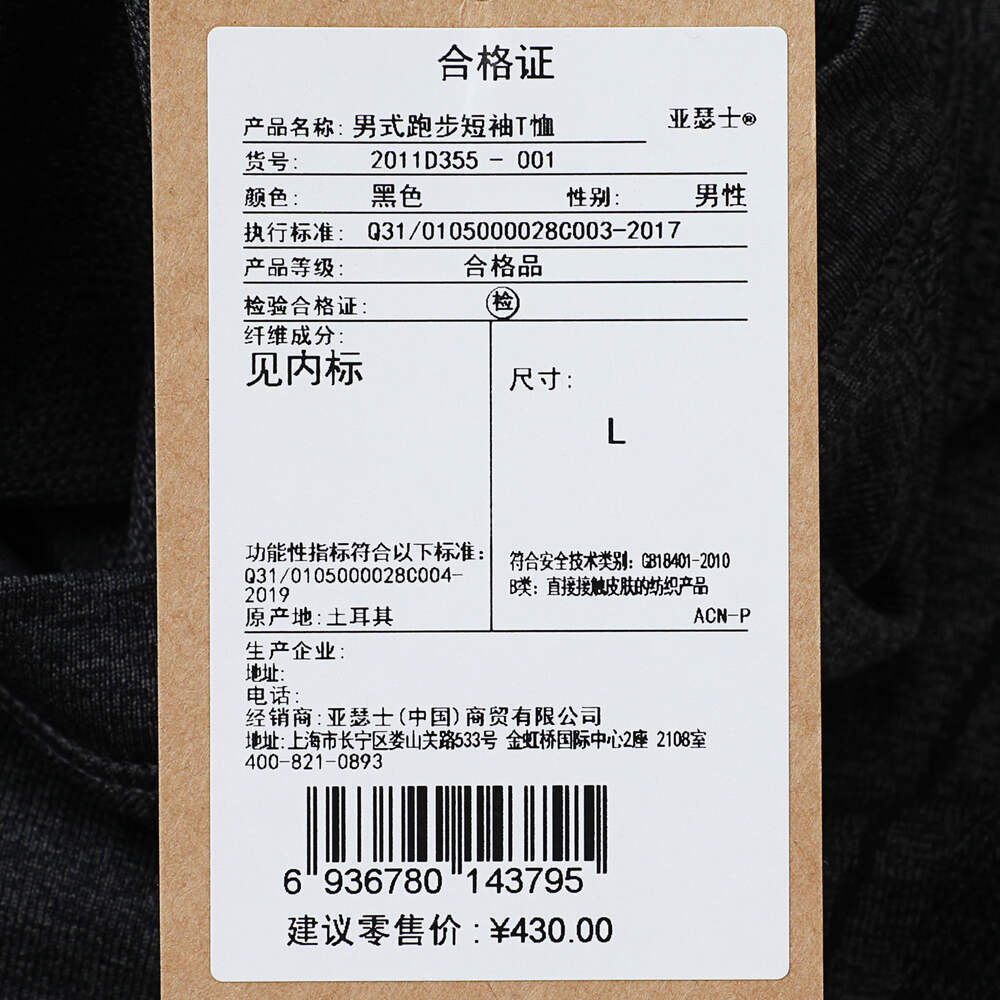 合格证
亚瑟士®
产品名称: 男式跑步短袖T恤
货号: 2011D355 - 001
颜色: 黑色 性别: 男性
执行标准: Q31/0105000028C003-2017
产品等级: 合格品
检验合格证: 检
纤维成分:
见内标
尺寸:
L
功能性指标符合以下标准:
Q31/0105000028C004-
2019
原产地:土耳其
符合安全技术类别: GB18401-2010
B类: 直接接触皮肤的纺织产品
ACN-P
生产企业:
地址:
电话:
经销商:亚瑟士(中国)商贸有限公司
地址:上海市长宁区娄山关路533号 金虹桥国际中心2座 2108室
400-821-0893
6 936780 143795
建议零售价:¥430.00